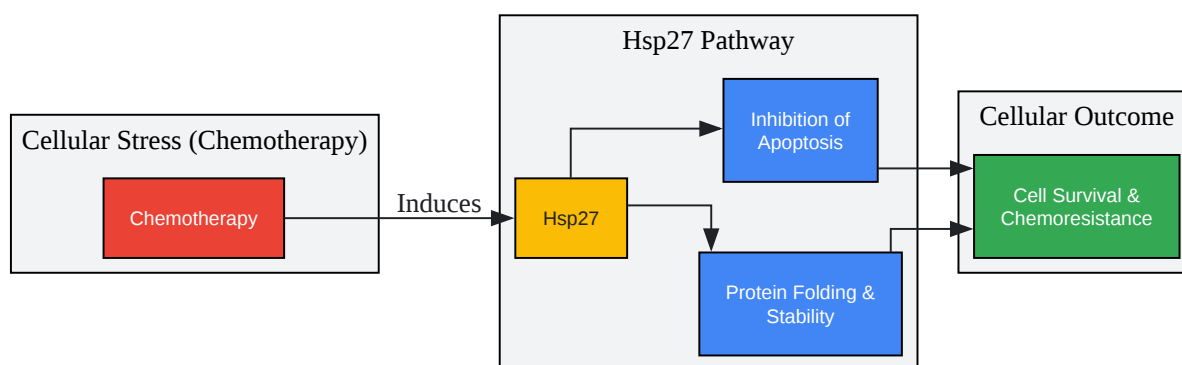 Cellular Stress (Chemotherapy)
Chemotherapy
Induces
Hsp27 Pathway
Hsp27
Inhibition of
Apoptosis
Protein Folding &
Stability
Cellular Outcome
Cell Survival &
Chemoresistance